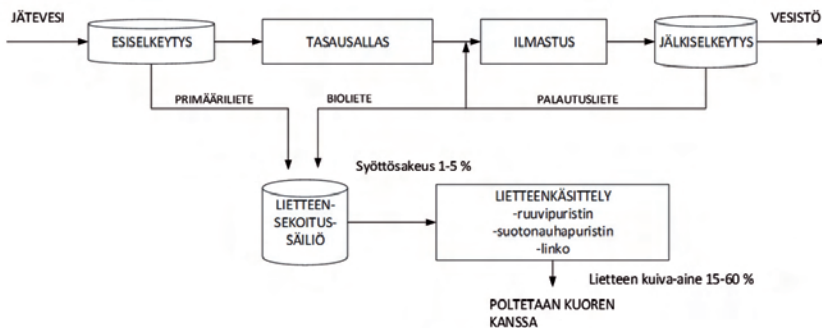 JÄTEVESI
ESISELKEYTYS
TASAUSALLAS
ILMASTUS
JÄLKISELKEYTYS
VESISTÖ
PRIMÄÄRILIETE
BIOLIETE
PALAUTUSLIETE
Syöttösakeus 1-5 %
LIETTEEN-
SEKOITUS-
SÄILIÖ
LIETTEENKÄSITTELY
-ruuvipuristin
-suotonauhapuristin
-linko
Lietteen kuiva-aine 15-60 %
POLTETAAN KUOREN
KANSSA